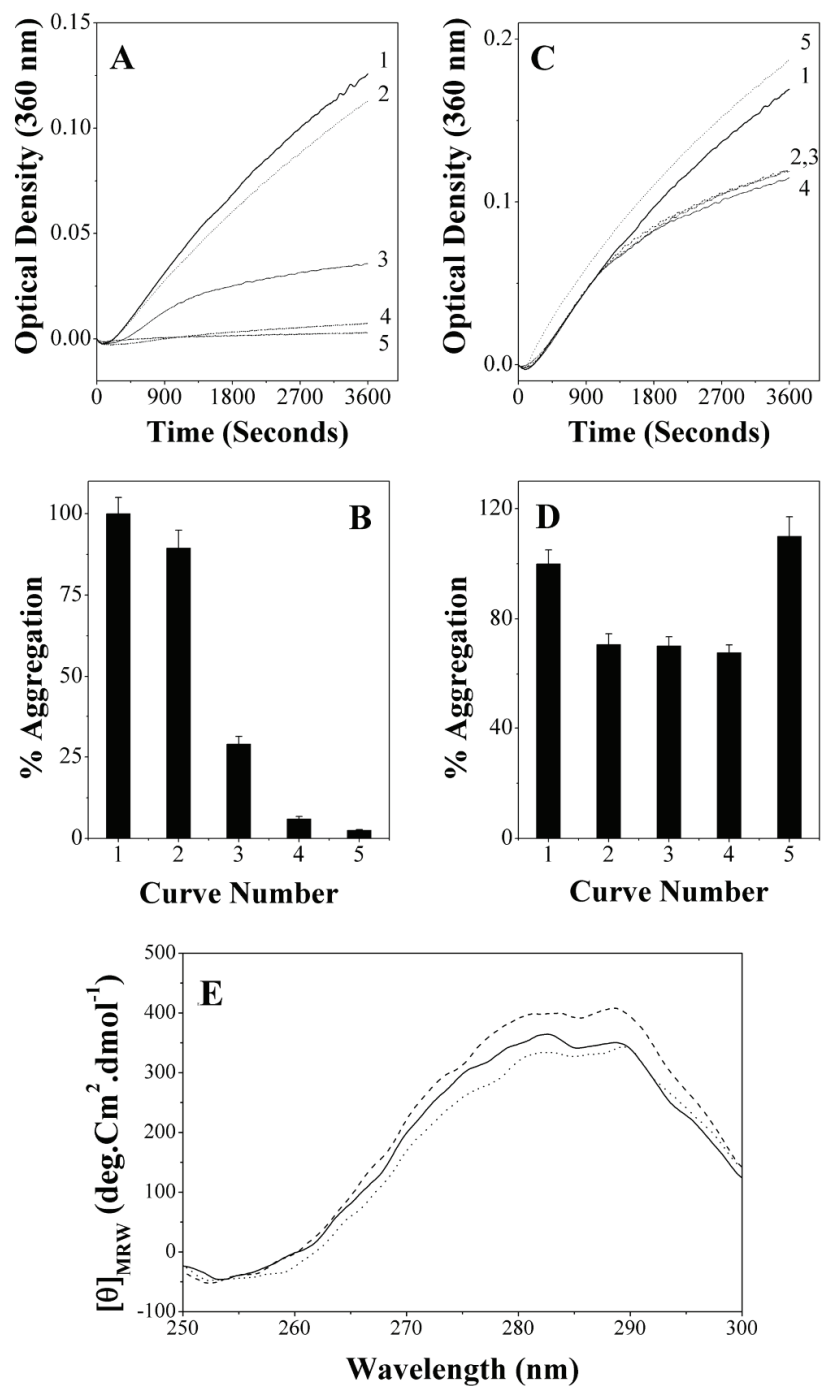 A
Optical Density (360 nm)
0.15
0.10
0.05
0.00
1
2
3
4
5
0 900 1800 2700 3600
Time (Seconds)
C
Optical Density (360 nm)
0.2
0.1
0.0
5
1
2,3
4
0 900 1800 2700 3600
Time (Seconds)
B
% Aggregation
100
75
50
25
0
1 2 3 4 5
Curve Number
D
% Aggregation
120
80
40
0
1 2 3 4 5
Curve Number
E
[θ]MRW (deg.Cm².dmol⁻¹)
500
400
300
200
100
0
-100
250 260 270 280 290 300
Wavelength (nm)